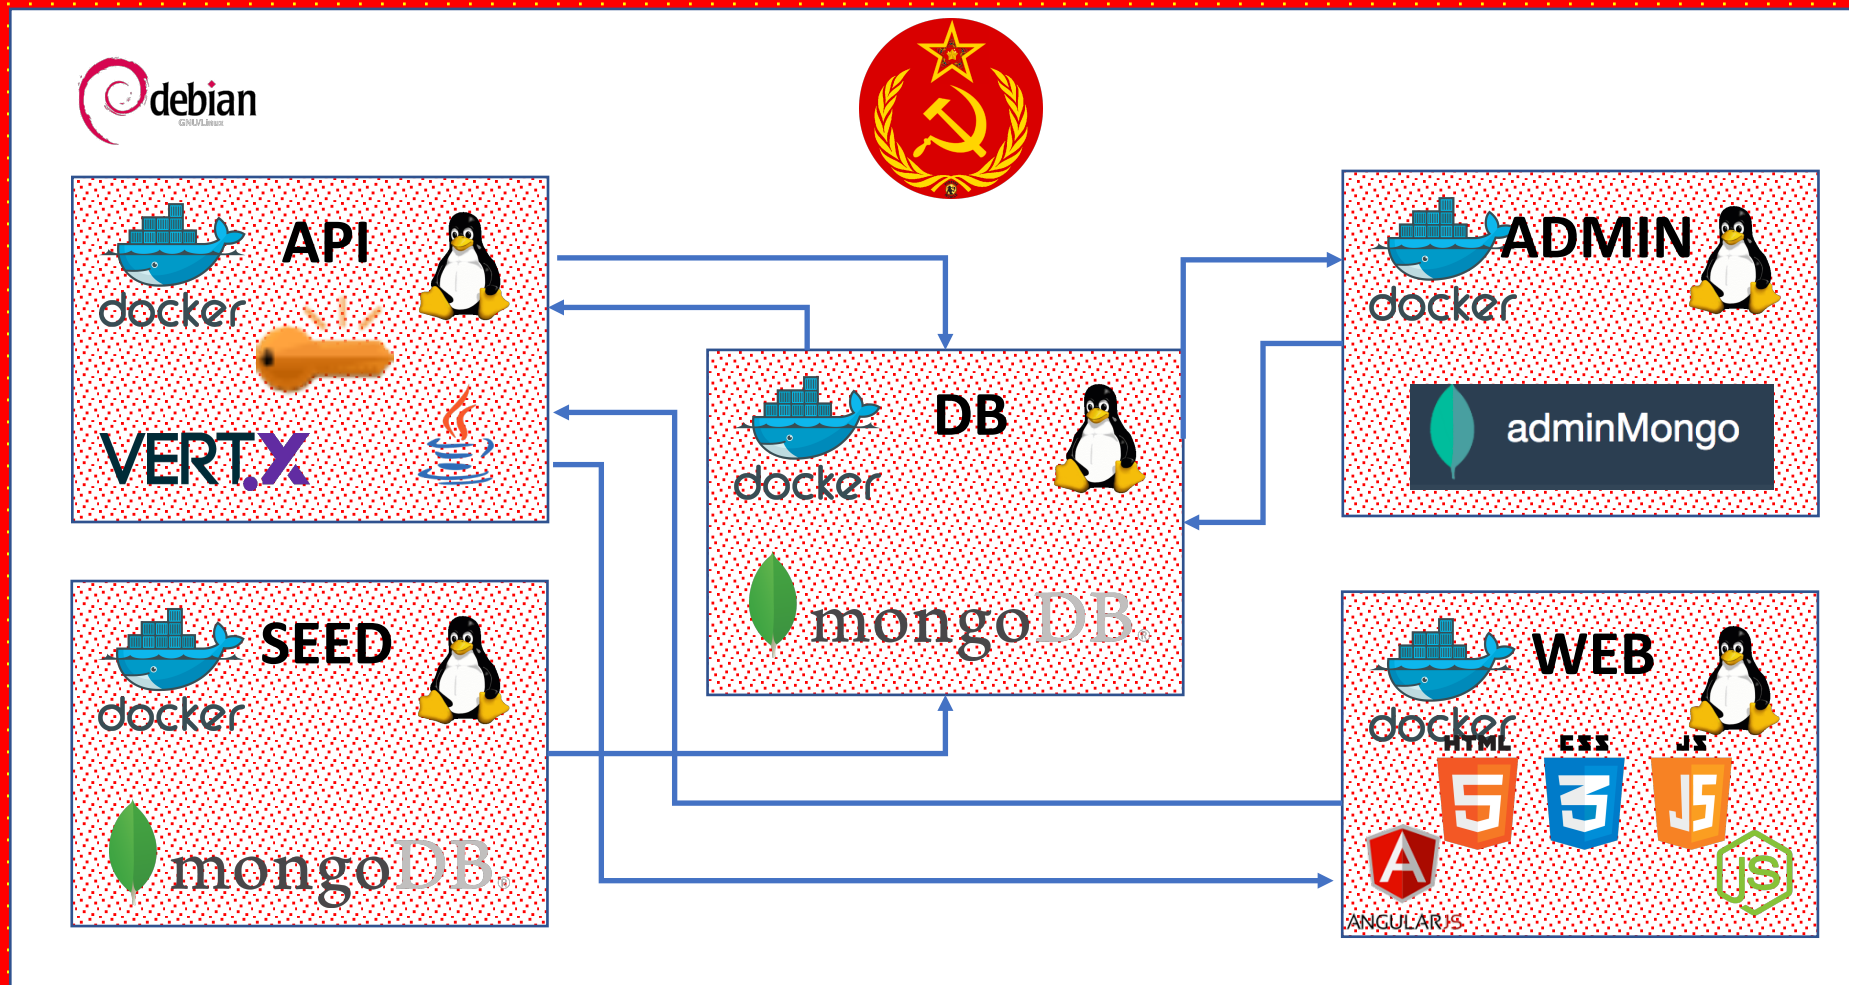 debian
GNU/Linux
API
docker
VERT.X
ADMIN
docker
adminMongo
DB
docker
mongoDB®
SEED
docker
mongoDB®
WEB
docker
HTML
CSS
JS
5
3
JS
A
JS
ANGULARJS